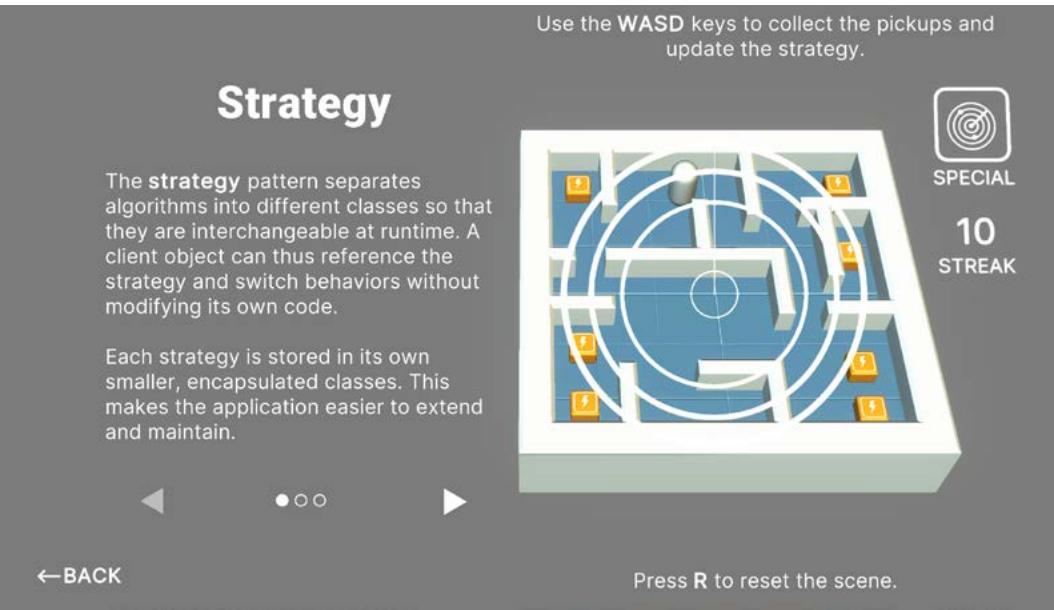 Use the WASD keys to collect the pickups and
update the strategy.
Strategy
The strategy pattern separates
algorithms into different classes so that
they are interchangeable at runtime. A
client object can thus reference the
strategy and switch behaviors without
modifying its own code.
Each strategy is stored in its own
smaller, encapsulated classes. This
makes the application easier to extend
and maintain.
SPECIAL
10
STREAK
←BACK
Press R to reset the scene.